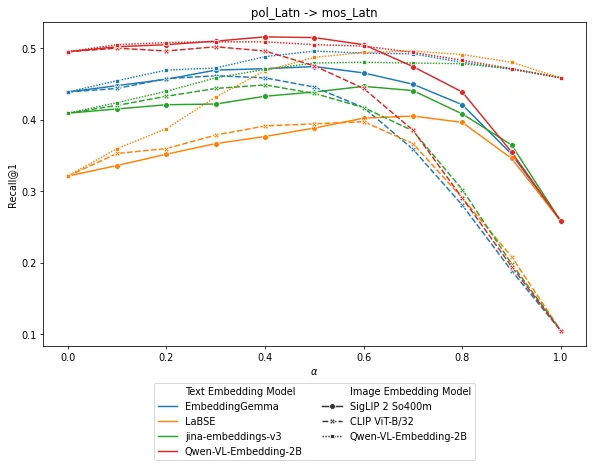 pol_Latn -> mos_Latn
Recall@1
0.5
0.4
0.3
0.2
0.1
0.0
0.2
0.4
0.6
0.8
1.0
α
Text Embedding Model
EmbeddingGemma
LaBSE
jina-embeddings-v3
Qwen-VL-Embedding-2B
Image Embedding Model
SigLIP 2 So400m
CLIP ViT-B/32
Qwen-VL-Embedding-2B